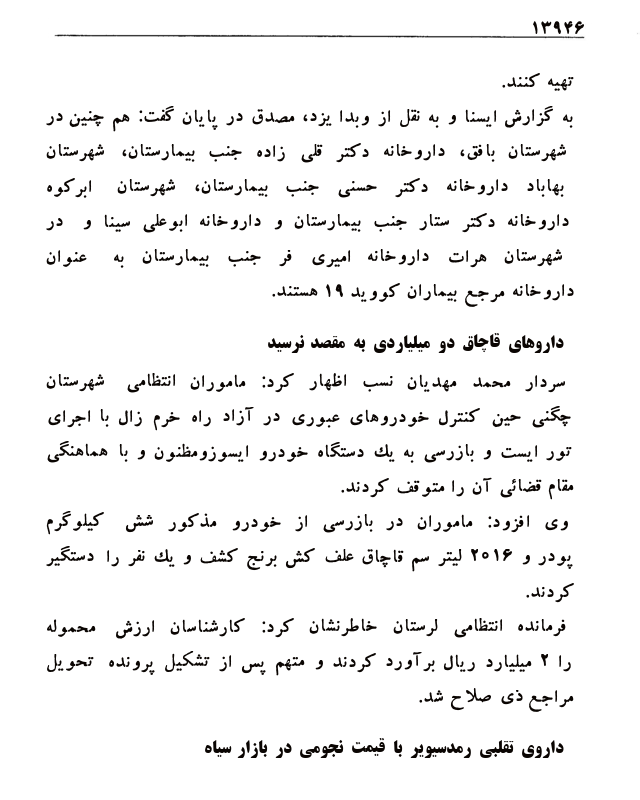 ۱۳۹۴۶
تهیه کنند.
به گزارش ایسنا و به نقل از وبدا یزد، مصدق در پایان گفت: هم چنین در
شهرستان بافق، داروخانه دکتر قلی زاده جنب بیمارستان، شهرستان
بهاباد داروخانه دکتر حسنی جنب بیمارستان، شهرستان ابرکوه
داروخانه دکتر ستار جنب بیمارستان و داروخانه ابوعلی سینا و در
شهرستان هرات داروخانه امیری فر جنب بیمارستان به عنوان
داروخانه مرجع بیماران کووید ۱۹ هستند.
داروهای قاچاق دو میلیاردی به مقصد نرسید
سردار محمد مهدیان نسب اظهار کرد: ماموران انتظامی شهرستان
چگنی حین کنترل خودروهای عبوری در آزاد راه خرم زال با اجرای
تور ایست و بازرسی به یك دستگاه خودرو ایسوزومظنون و با هماهنگی
مقام قضائی آن را متوقف کردند.
وی افزود: ماموران در بازرسی از خودرو مذکور شش کیلوگرم
پودر و ۲۰۱۶ لیتر سم قاچاق علف کش برنج کشف و یك نفر را دستگیر
کردند.
فرمانده انتظامی لرستان خاطرنشان کرد: کارشناسان ارزش محموله
را ۲ میلیارد ریال برآورد کردند و متهم پس از تشکیل پرونده تحویل
مراجع ذی صلاح شد.
داروی تقلبی رمدسیویر با قیمت نجومی در بازار سیاه